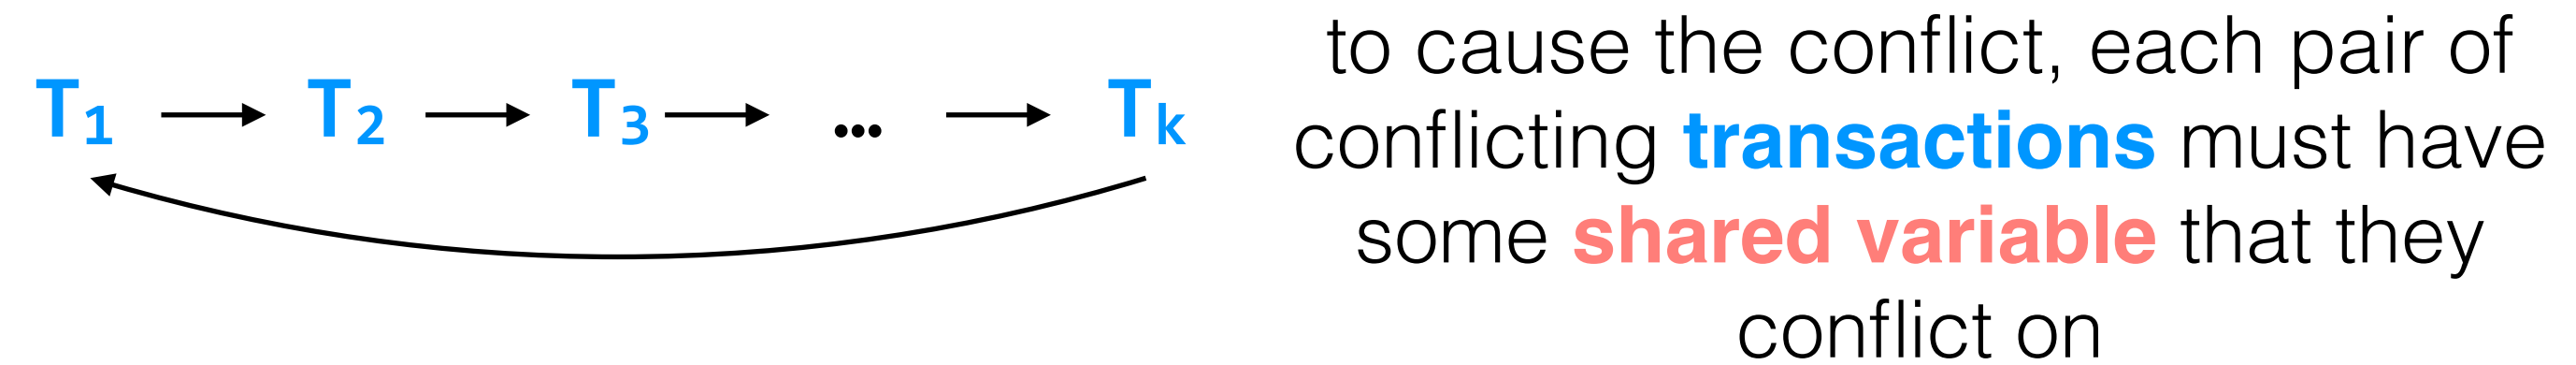 T1 T2 T3 ... Tk
to cause the conflict, each pair of
conflicting transactions must have
some shared variable that they
conflict on